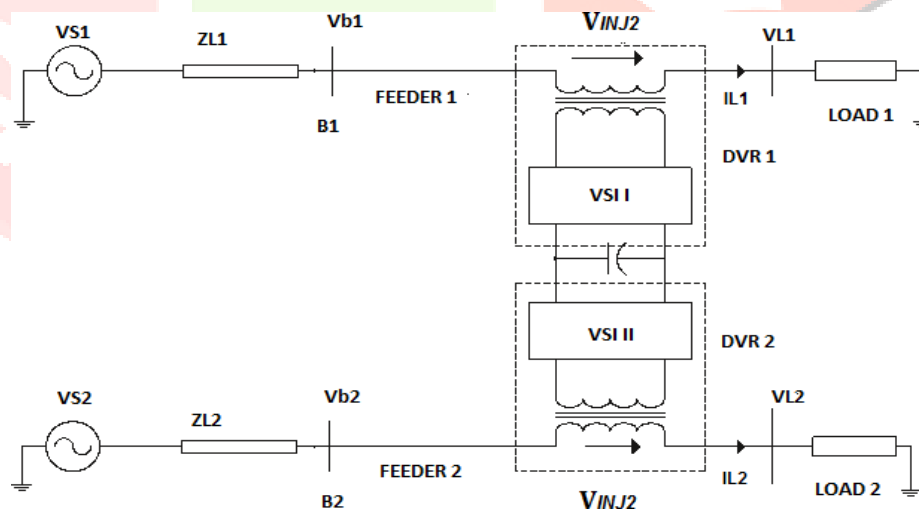 VS1
ZL1
Vb1
VINJ2
VL1
FEEDER 1
B1
IL1
LOAD 1
DVR 1
VSI I
VSI II
DVR 2
VS2
ZL2
Vb2
VL2
FEEDER 2
B2
VINJ2
IL2
LOAD 2